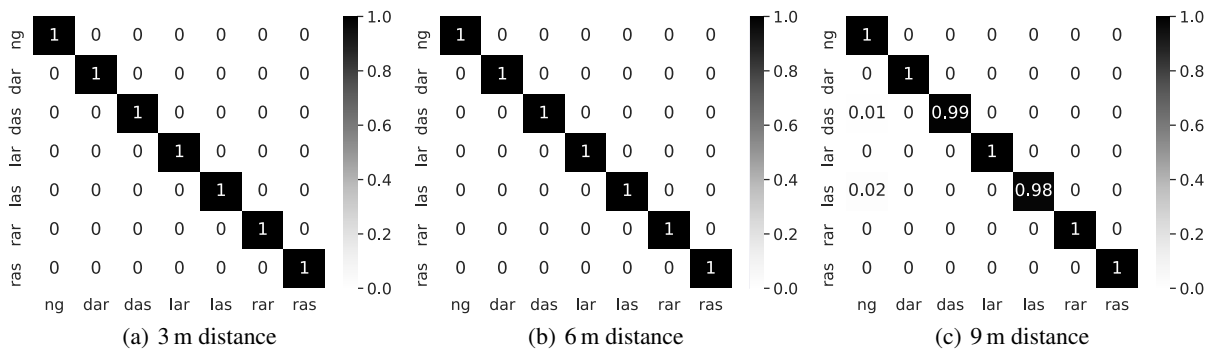 ng 1 0 0 0 0 0 0 1.0
dar 0 1 0 0 0 0 0 0.8
das 0 0 1 0 0 0 0 0.6
lar 0 0 0 1 0 0 0
las 0 0 0 0 1 0 0 0.4
rar 0 0 0 0 0 1 0 0.2
ras 0 0 0 0 0 0 1 0.0
ng dar das lar las rar ras
(a) 3 m distance
ng 1 0 0 0 0 0 0 1.0
dar 0 1 0 0 0 0 0 0.8
das 0 0 1 0 0 0 0 0.6
lar 0 0 0 1 0 0 0
las 0 0 0 0 1 0 0 0.4
rar 0 0 0 0 0 1 0 0.2
ras 0 0 0 0 0 0 1 0.0
ng dar das lar las rar ras
(b) 6 m distance
ng 1 0 0 0 0 0 0 1.0
dar 0 1 0 0 0 0 0 0.8
das 0.01 0 0.99 0 0 0 0 0.6
lar 0 0 0 1 0 0 0
las 0.02 0 0 0 0.98 0 0 0.4
rar 0 0 0 0 0 1 0 0.2
ras 0 0 0 0 0 0 1 0.0
ng dar das lar las rar ras
(c) 9 m distance